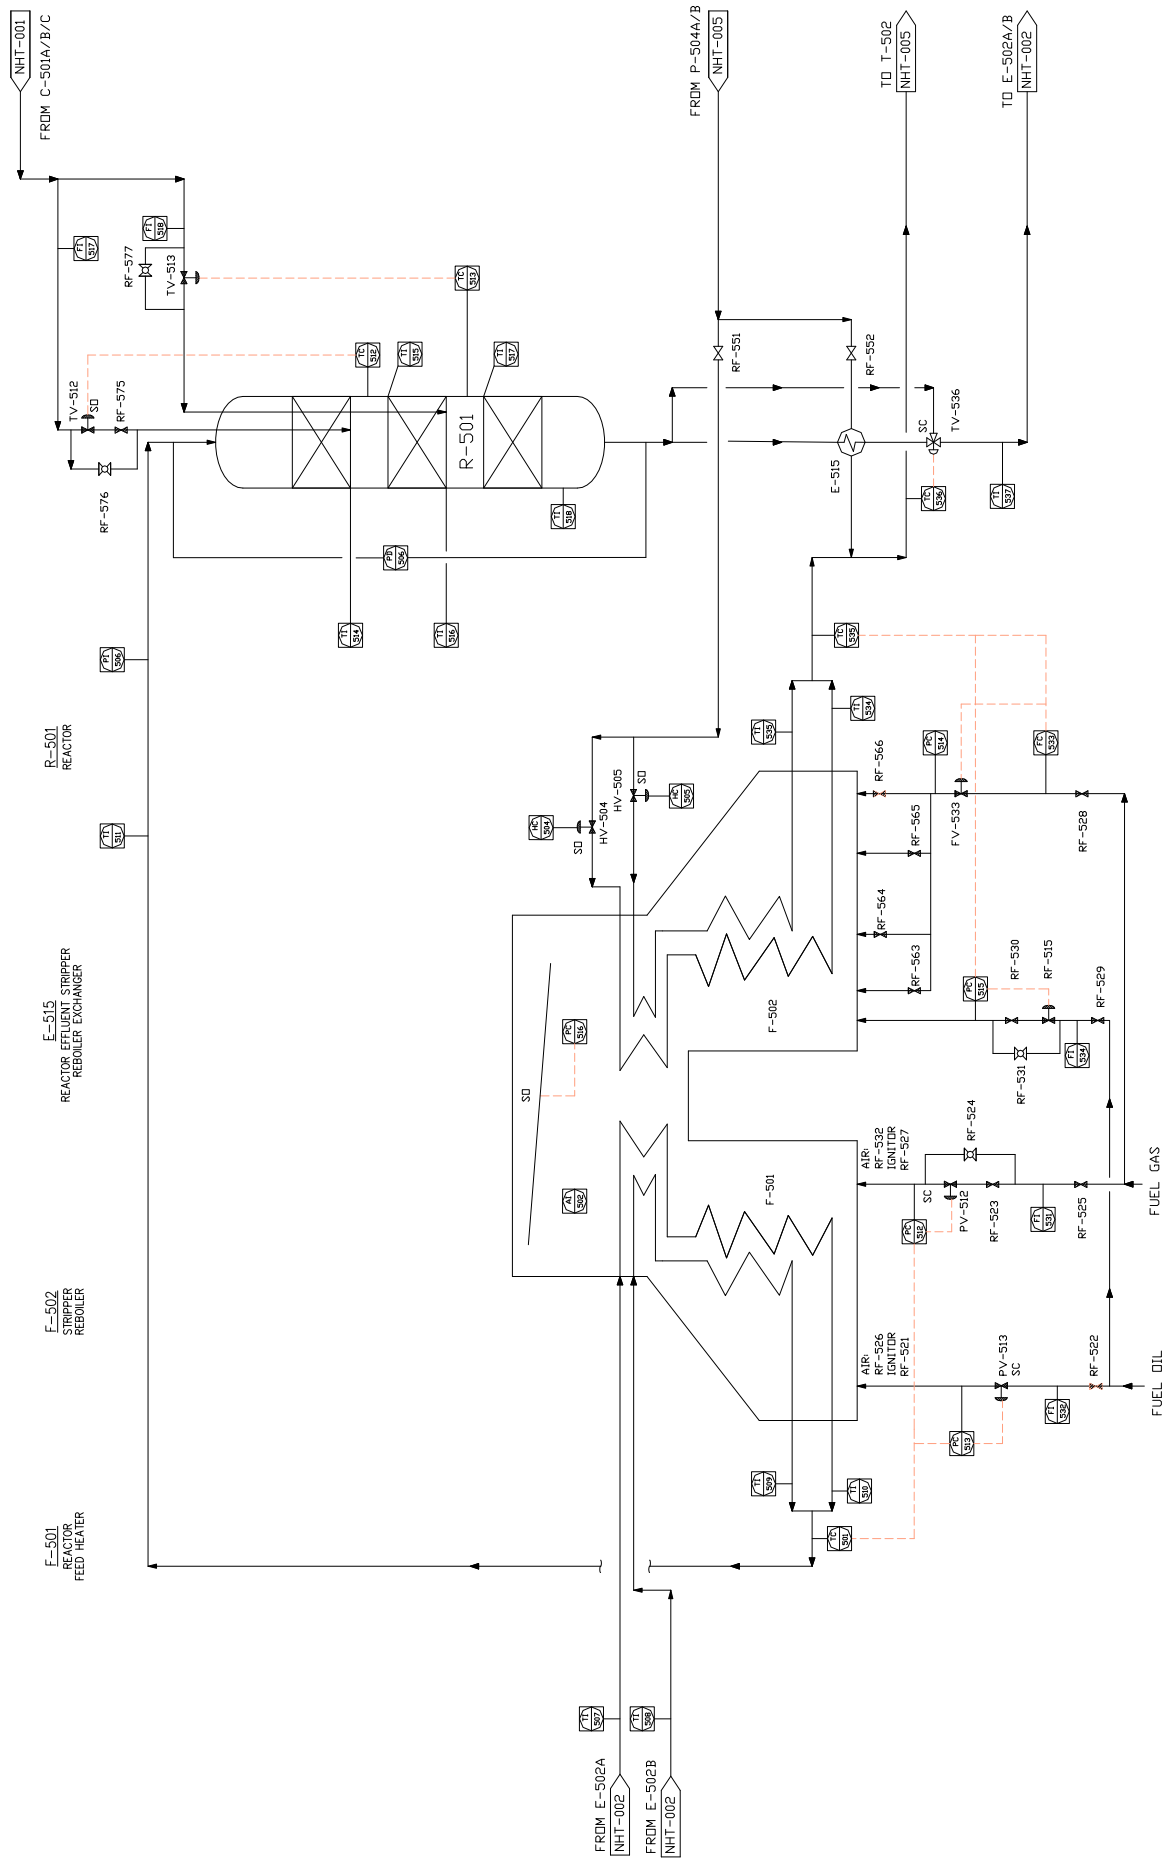 F-501
REACTOR
FEED HEATER
F-502
STRIPPER
REBOILER
E-515
REACTOR EFFLUENT STRIPPER
REBOILER EXCHANGER
R-501
REACTOR
NHT-001
FROM C-501A/B/C
FI
517
FI
518
RF-577
TV-513
TC
513
TV-512
SO
RF-575
RF-576
TC
512
TI
515
TI
517
R-501
TI
518
PD
506
TI
514
TI
516
PI
506
TI
511
FROM P-504A/B
NHT-005
RF-551
RF-552
TO T-502
NHT-005
TO E-502A/B
NHT-002
E-515
SC
TV-536
TC
536
TI
537
HC
504
SO
HV-504
HV-505
SO
HC
505
TI
535
TI
534
TC
535
SO
PC
516
AI
502
F-502
F-501
RF-566
PC
514
RF-565
FV-533
FC
533
RF-528
RF-564
RF-563
PC
515
RF-530
RF-515
RF-529
RF-531
FI
534
AIR:
RF-532
IGNITOR
RF-527
RF-524
SC
PC
512
PV-512
RF-523
FI
531
RF-525
FUEL GAS
AIR:
RF-526
IGNITOR
RF-521
PV-513
SC
PC
513
FI
532
RF-522
FUEL OIL
TI
509
TI
510
TC
501
TI
507
TI
508
FROM E-502A
NHT-002
FROM E-502B
NHT-002